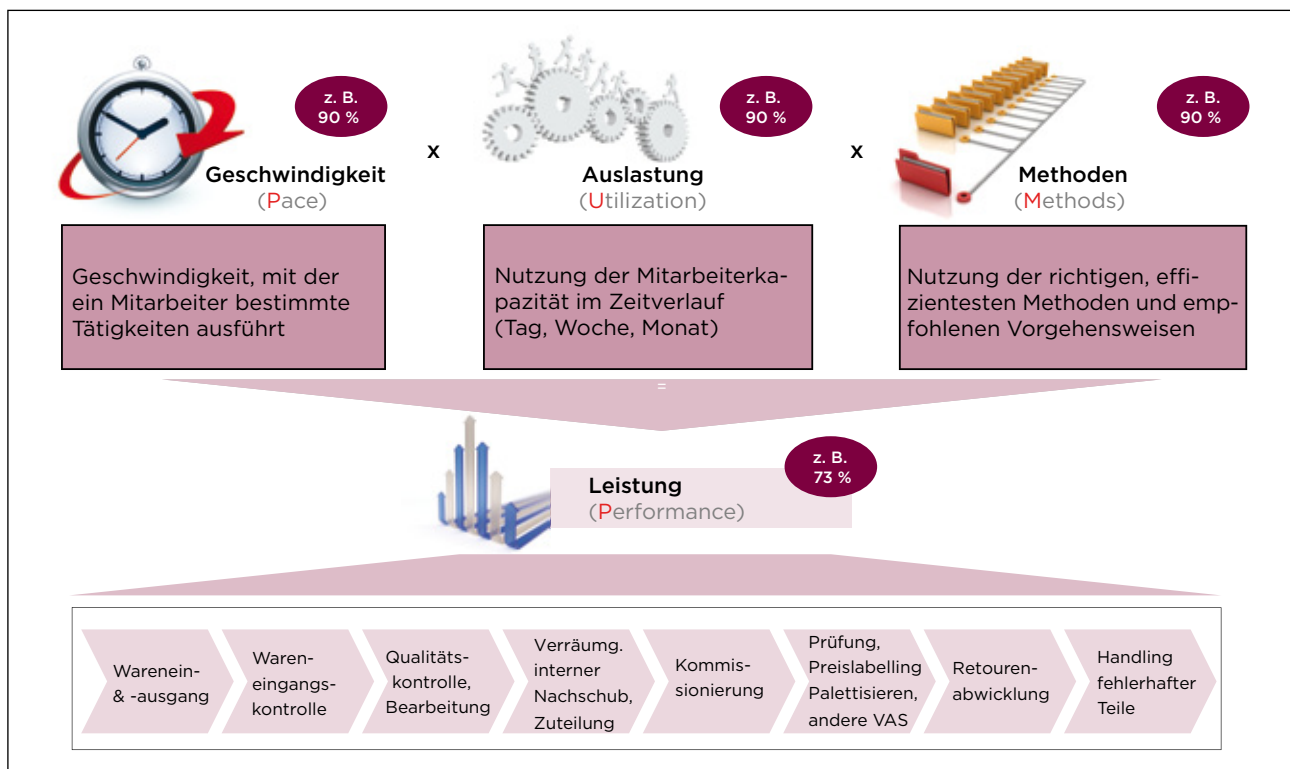 z. B.
90 %
Geschwindigkeit
(Pace)
x
z. B.
90 %
Auslastung
(Utilization)
x
z. B.
90 %
Methoden
(Methods)
Geschwindigkeit, mit der
ein Mitarbeiter bestimmte
Tätigkeiten ausführt
Nutzung der Mitarbeiterka-
pazität im Zeitverlauf
(Tag, Woche, Monat)
Nutzung der richtigen, effi-
zientesten Methoden und emp-
fohlenen Vorgehensweisen
=
z. B.
73 %
Leistung
(Performance)
Warenein-
& -ausgang
Waren-
eingangs-
kontrolle
Qualitäts-
kontrolle,
Bearbeitung
Verräumg.
interner
Nachschub,
Zuteilung
Kommis-
sionierung
Prüfung,
Preislabelling
Palettisieren,
andere VAS
Retouren-
abwicklung
Handling
fehlerhafter
Teile